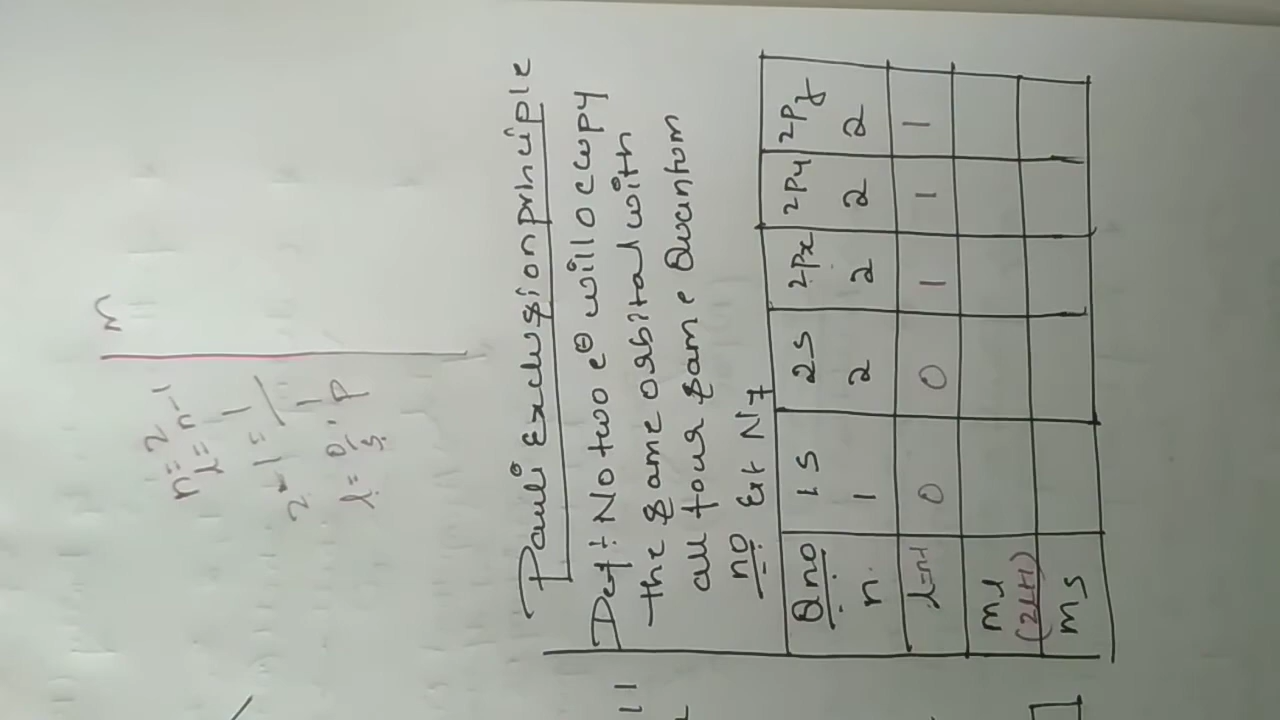 n
n=2
l=n-1
2-1=1
l=0,1
s. p
Pauli Exclusion principle
Def: No two e⊖ will occupy
the same orbital with
all four same Quantum
no Ex: N7
Qno 1s 2s 2px 2py 2pz
n. 1 2 2 2 2
l=n-1 0 0 1 1 1
ml
(2l+1)
ms
11